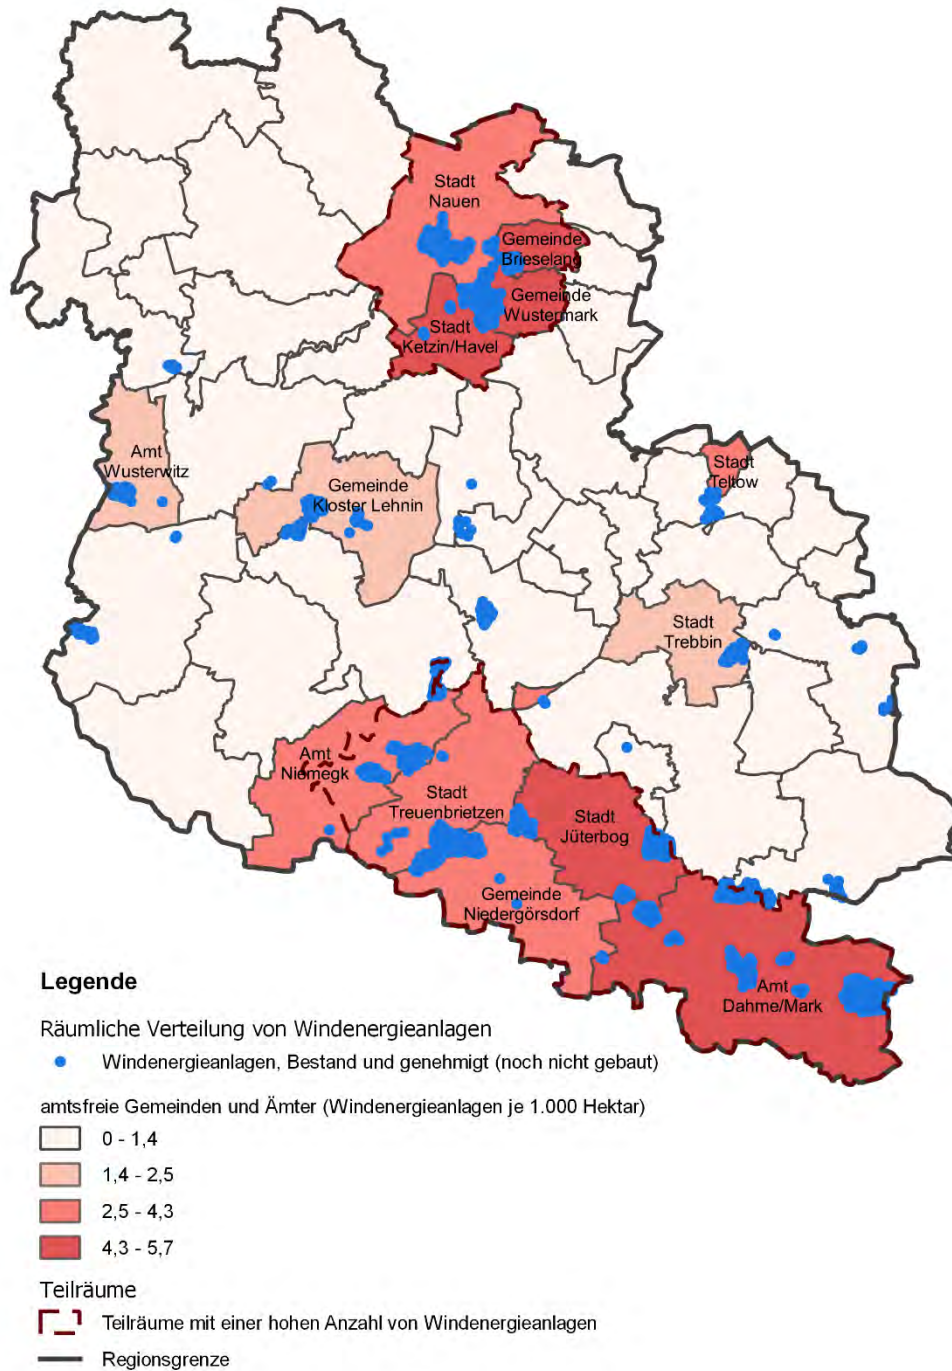 Stadt
Nauen
Gemeinde
Brieselang
Gemeinde
Wustermark
Stadt
Ketzin/Havel
Amt
Wusterwitz
Gemeinde
Kloster Lehnin
Stadt
Teltow
Stadt
Trebbin
Amt
Niemegk
Stadt
Treuenbrietzen
Stadt
Jüterbog
Gemeinde
Niedergörsdorf
Amt
Dahme/Mark
Legende
Räumliche Verteilung von Windenergieanlagen
Windenergieanlagen, Bestand und genehmigt (noch nicht gebaut)
amtsfreie Gemeinden und Ämter (Windenergieanlagen je 1.000 Hektar)
0 - 1,4
1,4 - 2,5
2,5 - 4,3
4,3 - 5,7
Teilräume
Teilräume mit einer hohen Anzahl von Windenergieanlagen
Regionsgrenze